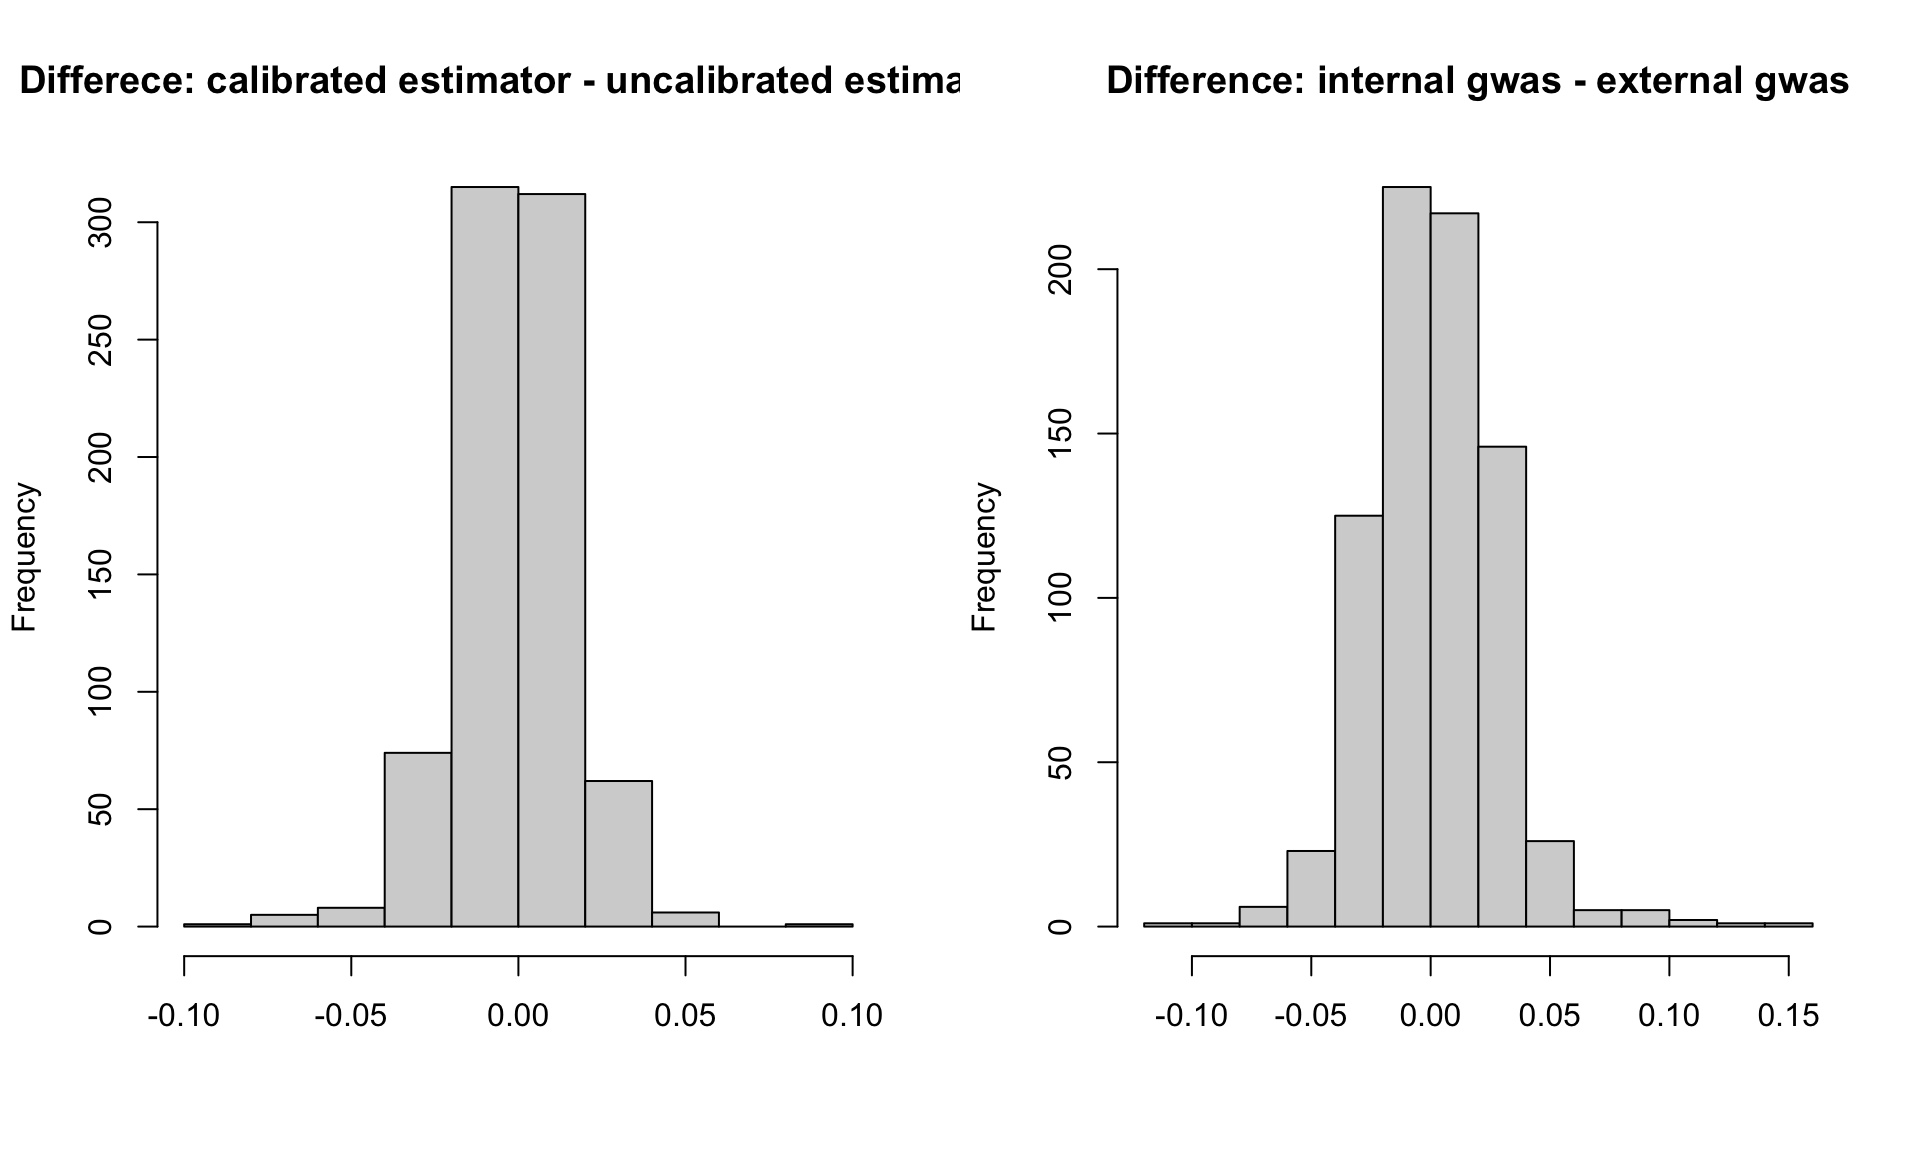 Differece: calibrated estimator - uncalibrated estima
Frequency
300
250
200
150
100
50
0
-0.10 -0.05 0.00 0.05 0.10
Difference: internal gwas - external gwas
Frequency
200
150
100
50
0
-0.10 -0.05 0.00 0.05 0.10 0.15